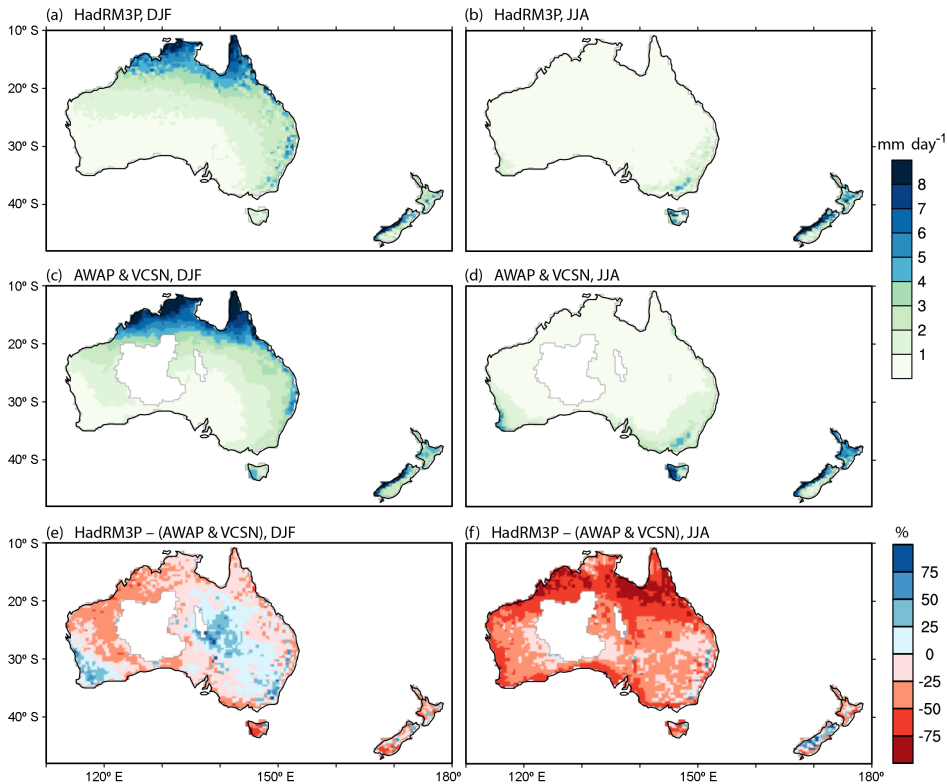 (a) HadRM3P, DJF
(b) HadRM3P, JJA
10° S
20° S
30° S
40° S
mm day-1
8
7
6
5
4
3
2
1
(c) AWAP & VCSN, DJF
(d) AWAP & VCSN, JJA
10° S
20° S
30° S
40° S
(e) HadRM3P – (AWAP & VCSN), DJF
(f) HadRM3P – (AWAP & VCSN), JJA
10° S
20° S
30° S
40° S
%
75
50
25
0
-25
-50
-75
120° E
150° E
180°
120° E
150° E
180°